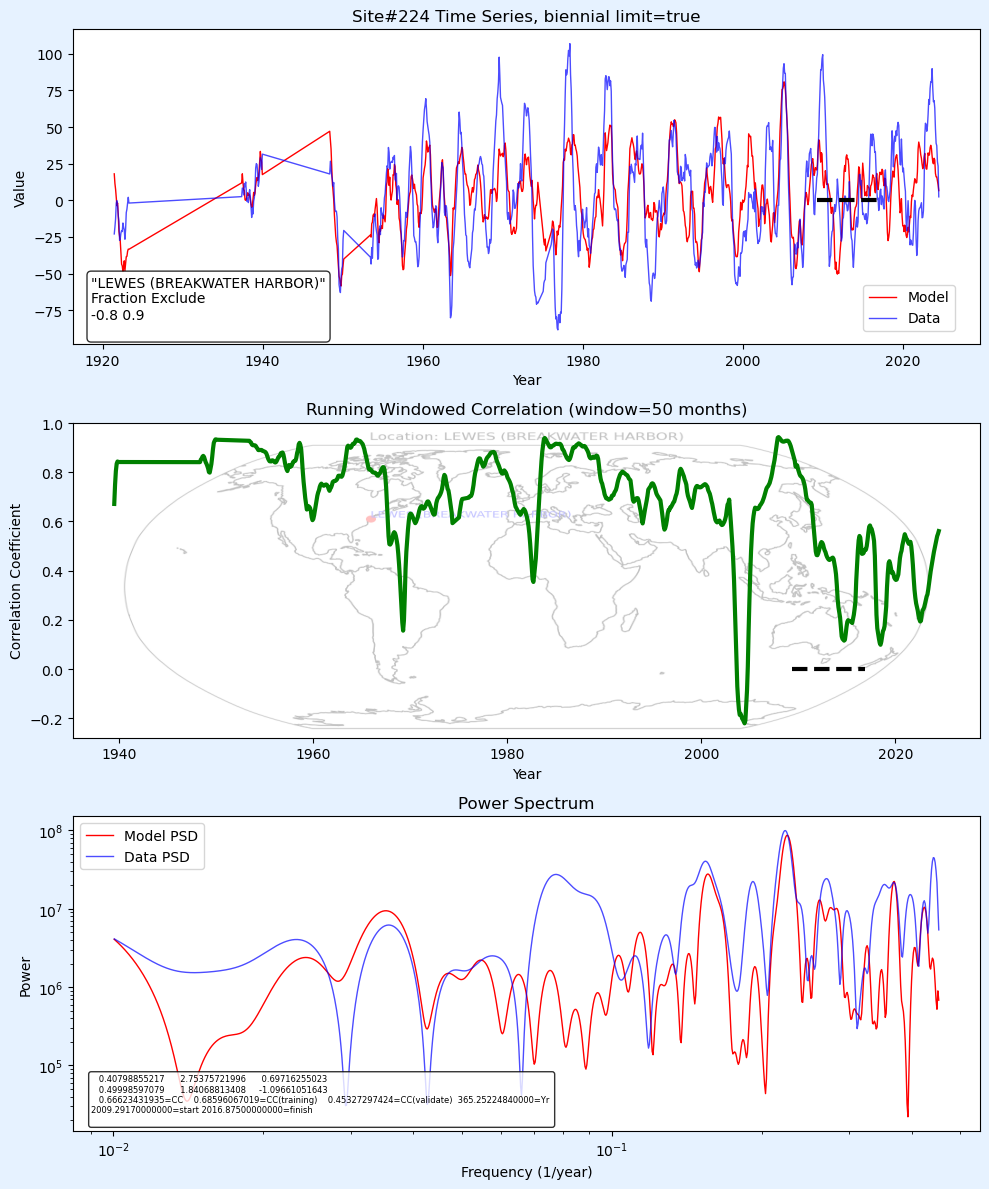 Site#224 Time Series, biennial limit=true
100
75
50
25
0
−25
−50
−75
Value
"LEWES (BREAKWATER HARBOR)"
Fraction Exclude
-0.8 0.9
Model
Data
1920
1940
1960
1980
2000
2020
Year
Running Windowed Correlation (window=50 months)
Location: LEWES (BREAKWATER HARBOR)
LEWES (BREAKWATER HARBOR)
1.0
0.8
0.6
0.4
0.2
0.0
−0.2
Correlation Coefficient
1940
1960
1980
2000
2020
Year
Power Spectrum
Model PSD
Data PSD
10^8
10^7
10^6
10^5
Power
0.40798855217 2.75375721996 0.69716255023
0.49998597079 1.84068813408 -1.09661051643
0.66623431935=CC 0.68596067019=CC(training) 0.45327297424=CC(validate) 365.25224840000=Yr
2009.29170000000=start 2016.87500000000=finish
10^−2
10^−1
Frequency (1/year)